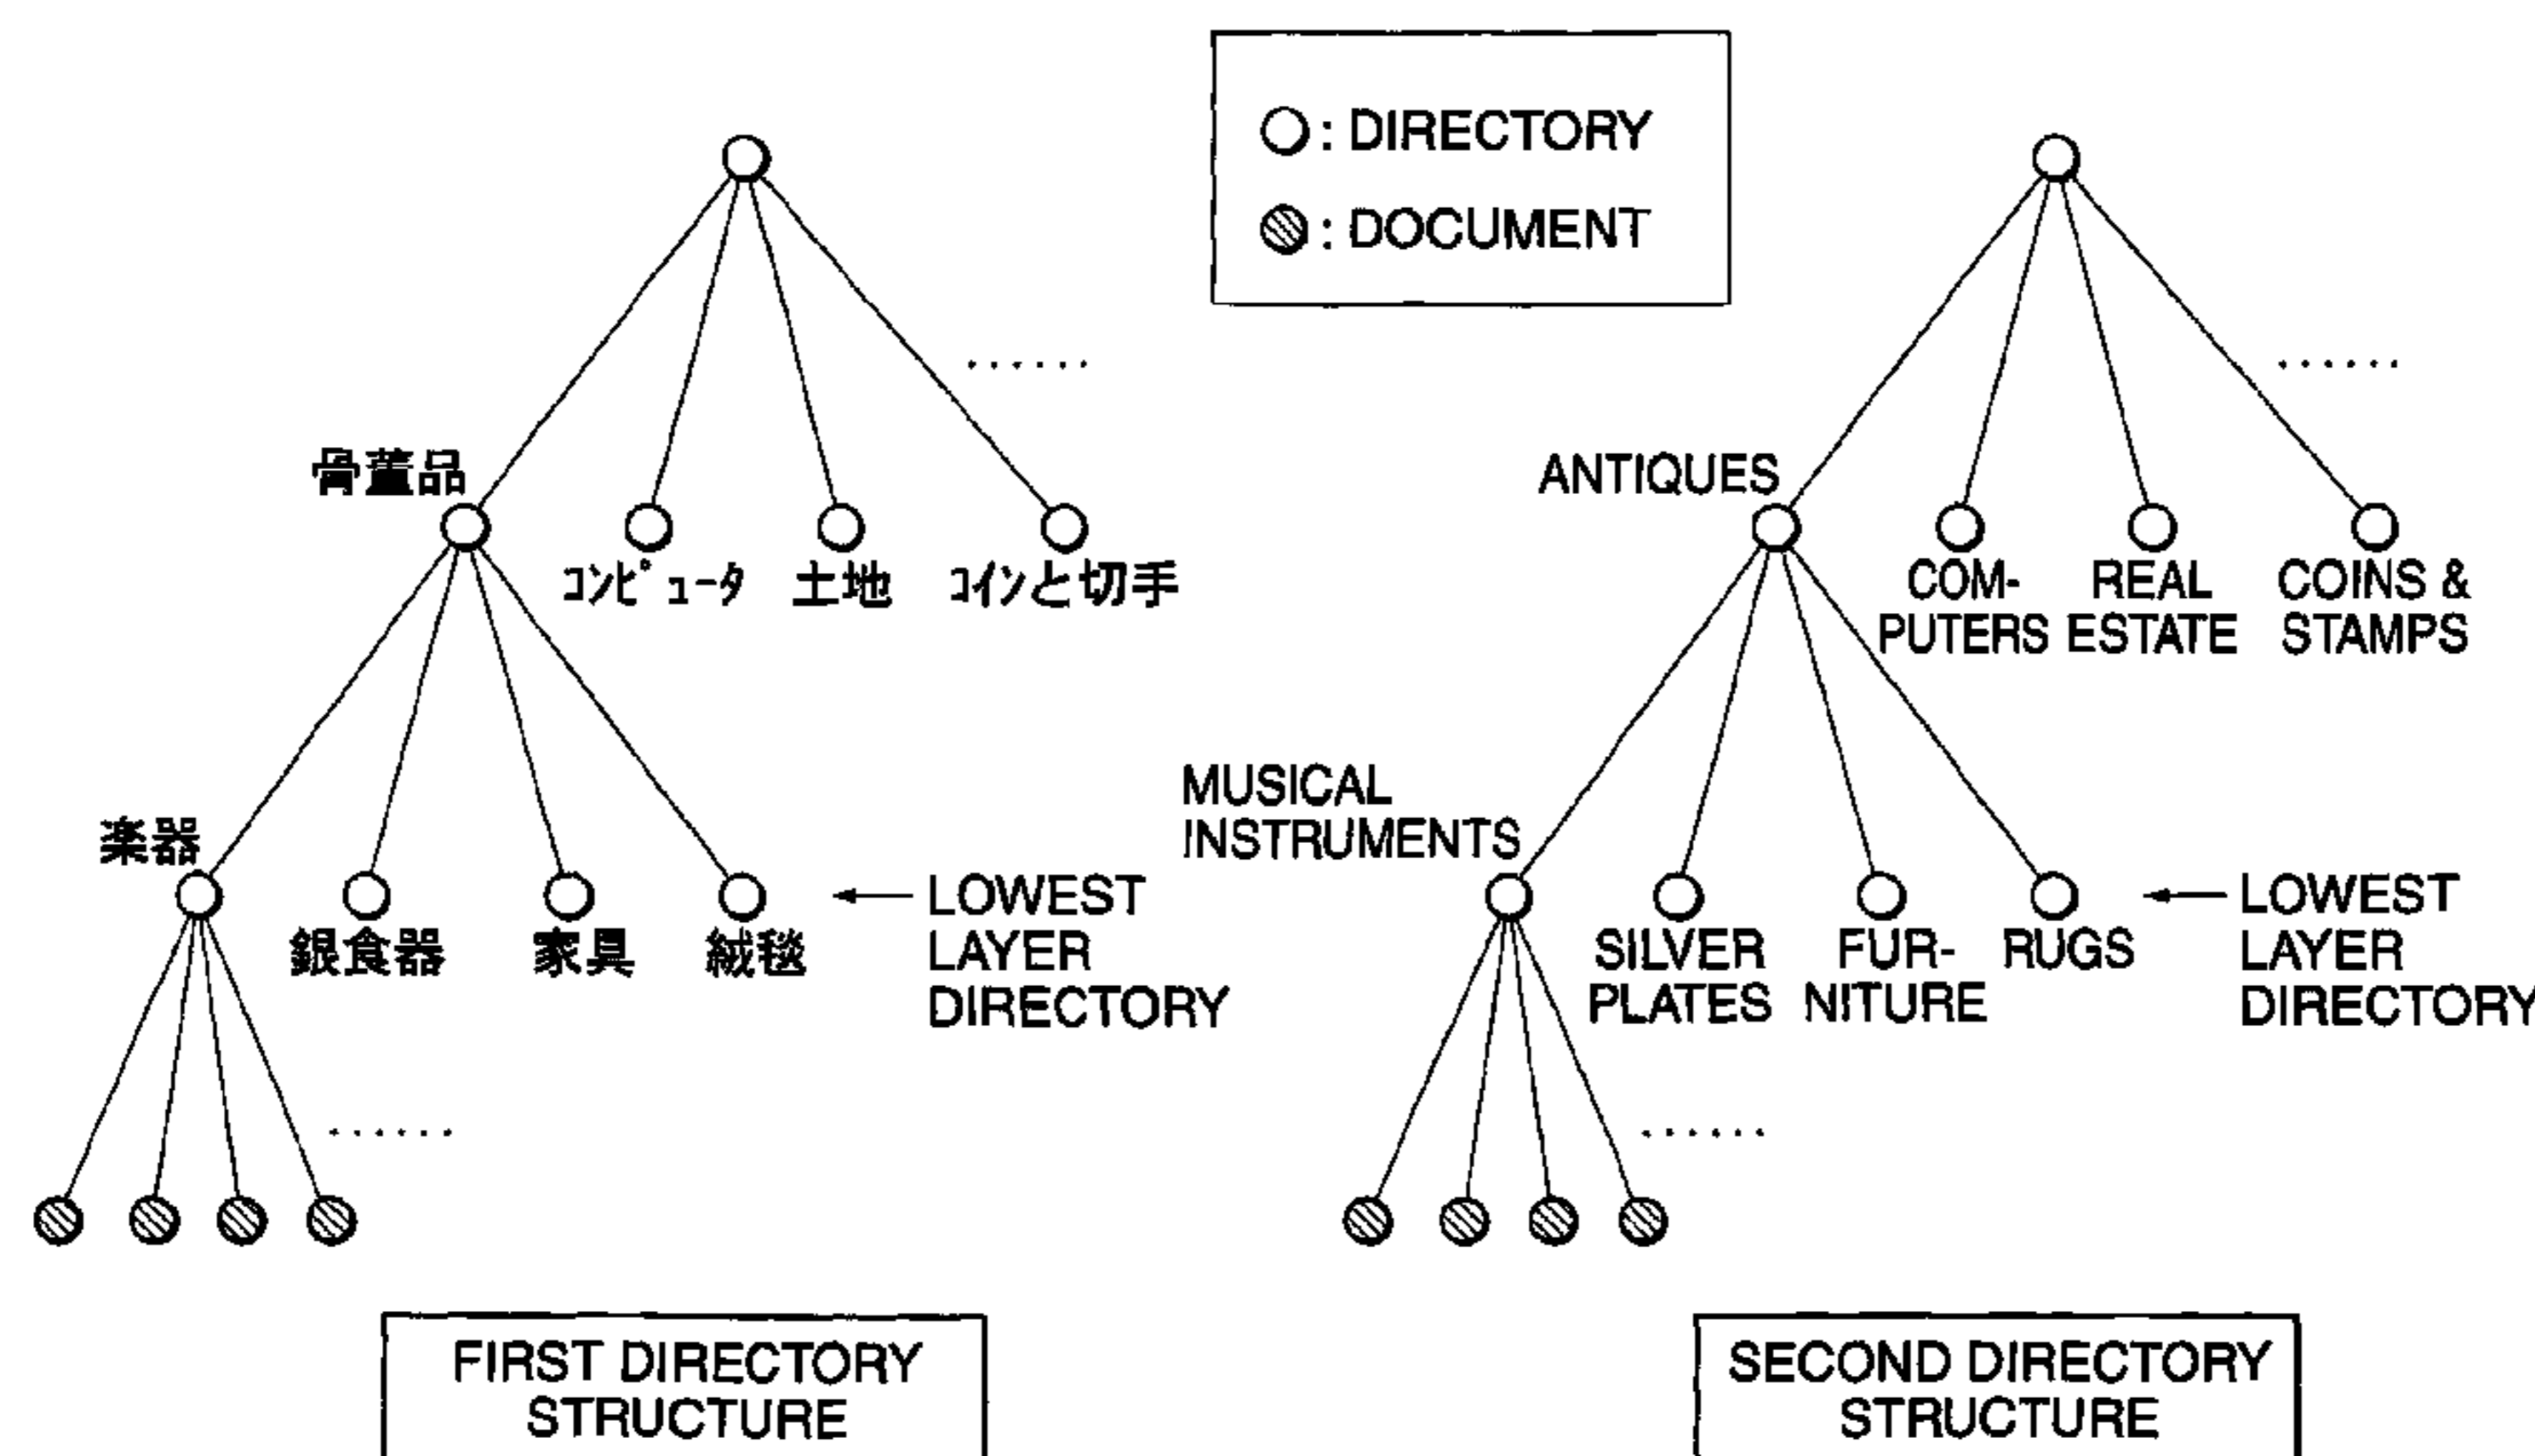 : DIRECTORY
: DOCUMENT
骨董品
コンピュータ
土地
コインと切手
楽器
銀食器
家具
絨毯
LOWEST
LAYER
DIRECTORY
FIRST DIRECTORY
STRUCTURE
ANTIQUES
COM-
PUTERS
REAL
ESTATE
COINS &
STAMPS
MUSICAL
INSTRUMENTS
SILVER
PLATES
FUR-
NITURE
RUGS
LOWEST
LAYER
DIRECTORY
SECOND DIRECTORY
STRUCTURE